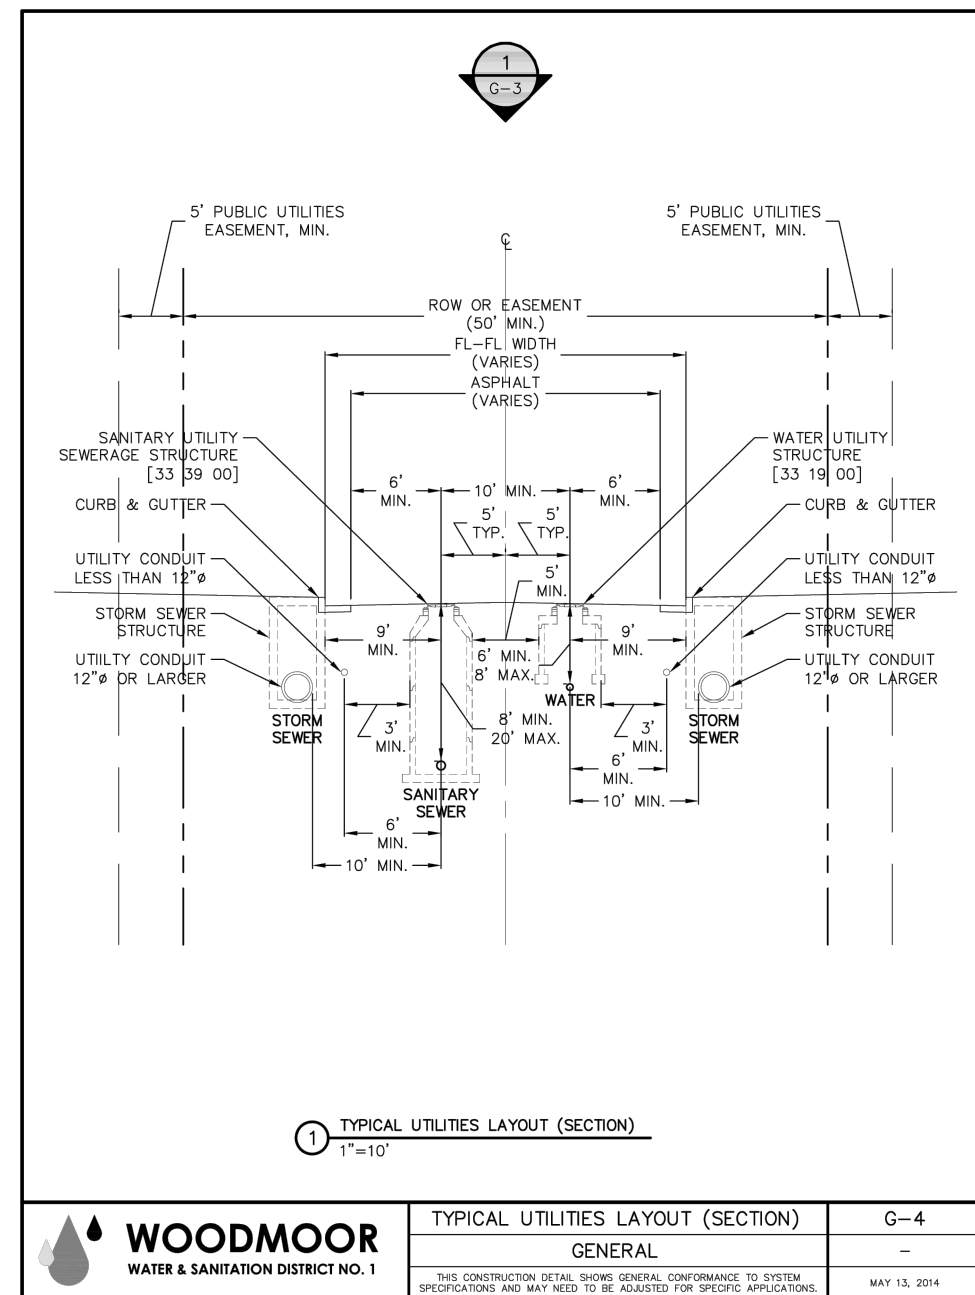 1
G-3
5' PUBLIC UTILITIES
EASEMENT, MIN.
5' PUBLIC UTILITIES
EASEMENT, MIN.
℄
ROW OR EASEMENT
(50' MIN.)
FL-FL WIDTH
(VARIES)
ASPHALT
(VARIES)
SANITARY UTILITY
SEWERAGE STRUCTURE
[33 39 00]
WATER UTILITY
STRUCTURE
[33 19 00]
6'
MIN.
10' MIN.
6'
MIN.
5'
TYP.
5'
TYP.
CURB & GUTTER
CURB & GUTTER
UTILITY CONDUIT
LESS THAN 12"ø
5'
MIN.
UTILITY CONDUIT
LESS THAN 12"ø
STORM SEWER
STRUCTURE
STORM SEWER
STRUCTURE
9'
MIN.
9'
MIN.
6' MIN.
8' MAX.
UTIILTY CONDUIT
12"ø OR LARGER
UTILITY CONDUIT
12"ø OR LARGER
WATER
STORM
SEWER
3'
MIN.
8' MIN.
20' MAX.
3'
MIN.
STORM
SEWER
6'
MIN.
SANITARY
SEWER
10' MIN.
6'
MIN.
10' MIN.
1
TYPICAL UTILITIES LAYOUT (SECTION)
1"=10'
WOODMOOR
WATER & SANITATION DISTRICT NO. 1
TYPICAL UTILITIES LAYOUT (SECTION)
G-4
GENERAL
-
THIS CONSTRUCTION DETAIL SHOWS GENERAL CONFORMANCE TO SYSTEM
SPECIFICATIONS AND MAY NEED TO BE ADJUSTED FOR SPECIFIC APPLICATIONS.
MAY 13, 2014